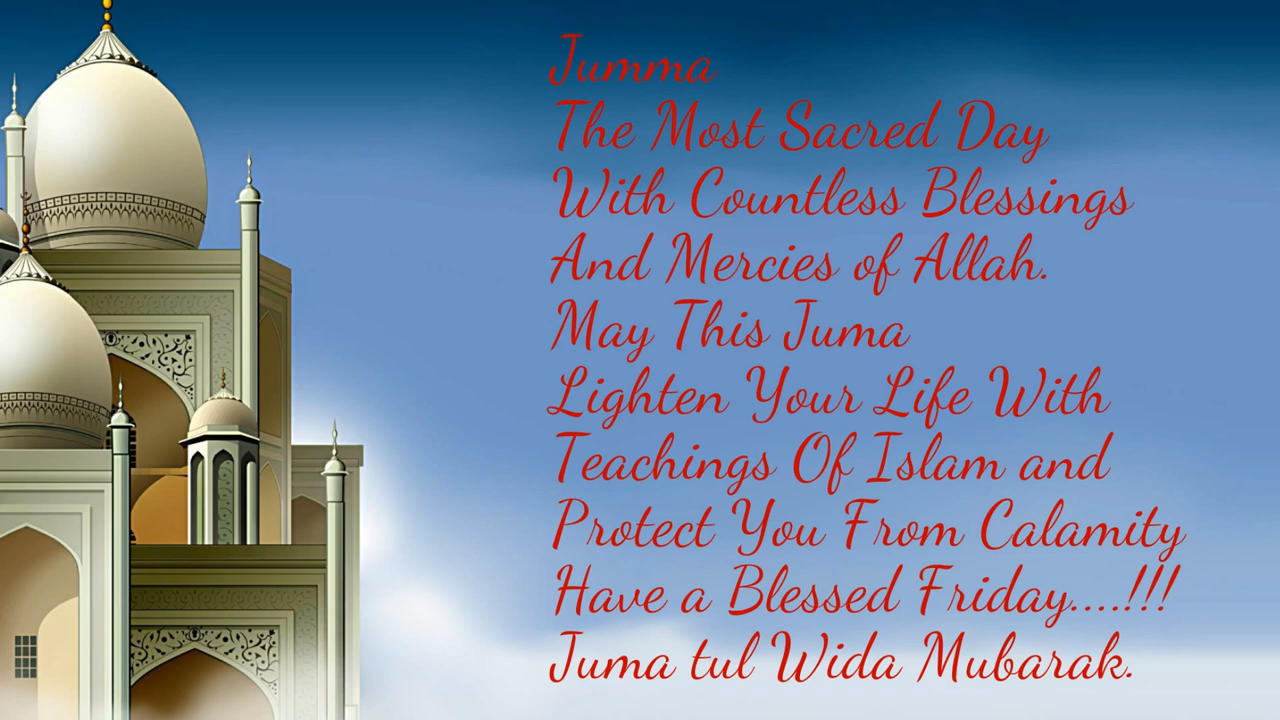 Jumma
The Most Sacred Day
With Countless Blessings
And Mercies of Allah.
May This Juma
Lighten Your Life With
Teachings Of Islam and
Protect You From Calamity
Have a Blessed Friday....!!!
Juma tul Wida Mubarak.